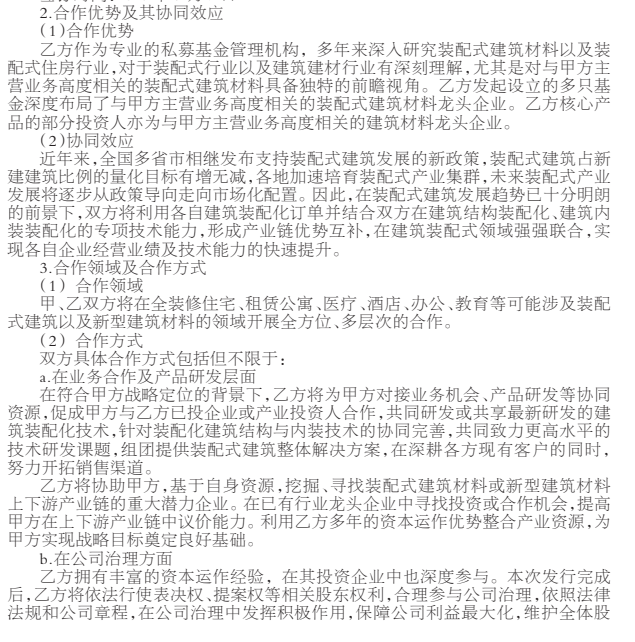 2.合作优势及其协同效应
(1)合作优势
乙方作为专业的私募基金管理机构，多年来深入研究装配式建筑材料以及装
配式住房行业,对于装配式行业以及建筑建材行业有深刻理解,尤其是对与甲方主
营业务高度相关的装配式建筑材料具备独特的前瞻视角。乙方发起设立的多只基
金深度布局了与甲方主营业务高度相关的装配式建筑材料龙头企业。乙方核心产
品的部分投资人亦为与甲方主营业务高度相关的建筑材料龙头企业。
(2)协同效应
近年来,全国多省市相继发布支持装配式建筑发展的新政策,装配式建筑占新
建建筑比例的量化目标有增无减,各地加速培育装配式产业集群,未来装配式产业
发展将逐步从政策导向走向市场化配置。因此,在装配式建筑发展趋势已十分明朗
的前景下,双方将利用各自建筑装配化订单并结合双方在建筑结构装配化、建筑内
装装配化的专项技术能力,形成产业链优势互补,在建筑装配式领域强强联合,实
现各自企业经营业绩及技术能力的快速提升。
3.合作领域及合作方式
(1) 合作领域
甲、乙双方将在全装修住宅、租赁公寓、医疗、酒店、办公、教育等可能涉及装配
式建筑以及新型建筑材料的领域开展全方位、多层次的合作。
(2) 合作方式
双方具体合作方式包括但不限于：
a.在业务合作及产品研发层面
在符合甲方战略定位的背景下,乙方将为甲方对接业务机会、产品研发等协同
资源,促成甲方与乙方已投企业或产业投资人合作,共同研发或共享最新研发的建
筑装配化技术,针对装配化建筑结构与内装技术的协同完善,共同致力更高水平的
技术研发课题,组团提供装配式建筑整体解决方案,在深耕各方现有客户的同时,
努力开拓销售渠道。
乙方将协助甲方,基于自身资源,挖掘、寻找装配式建筑材料或新型建筑材料
上下游产业链的重大潜力企业。在已有行业龙头企业中寻找投资或合作机会,提高
甲方在上下游产业链中议价能力。利用乙方多年的资本运作优势整合产业资源,为
甲方实现战略目标奠定良好基础。
b.在公司治理方面
乙方拥有丰富的资本运作经验，在其投资企业中也深度参与。本次发行完成
后,乙方将依法行使表决权、提案权等相关股东权利,合理参与公司治理,依照法律
法规和公司章程,在公司治理中发挥积极作用,保障公司利益最大化,维护全体股